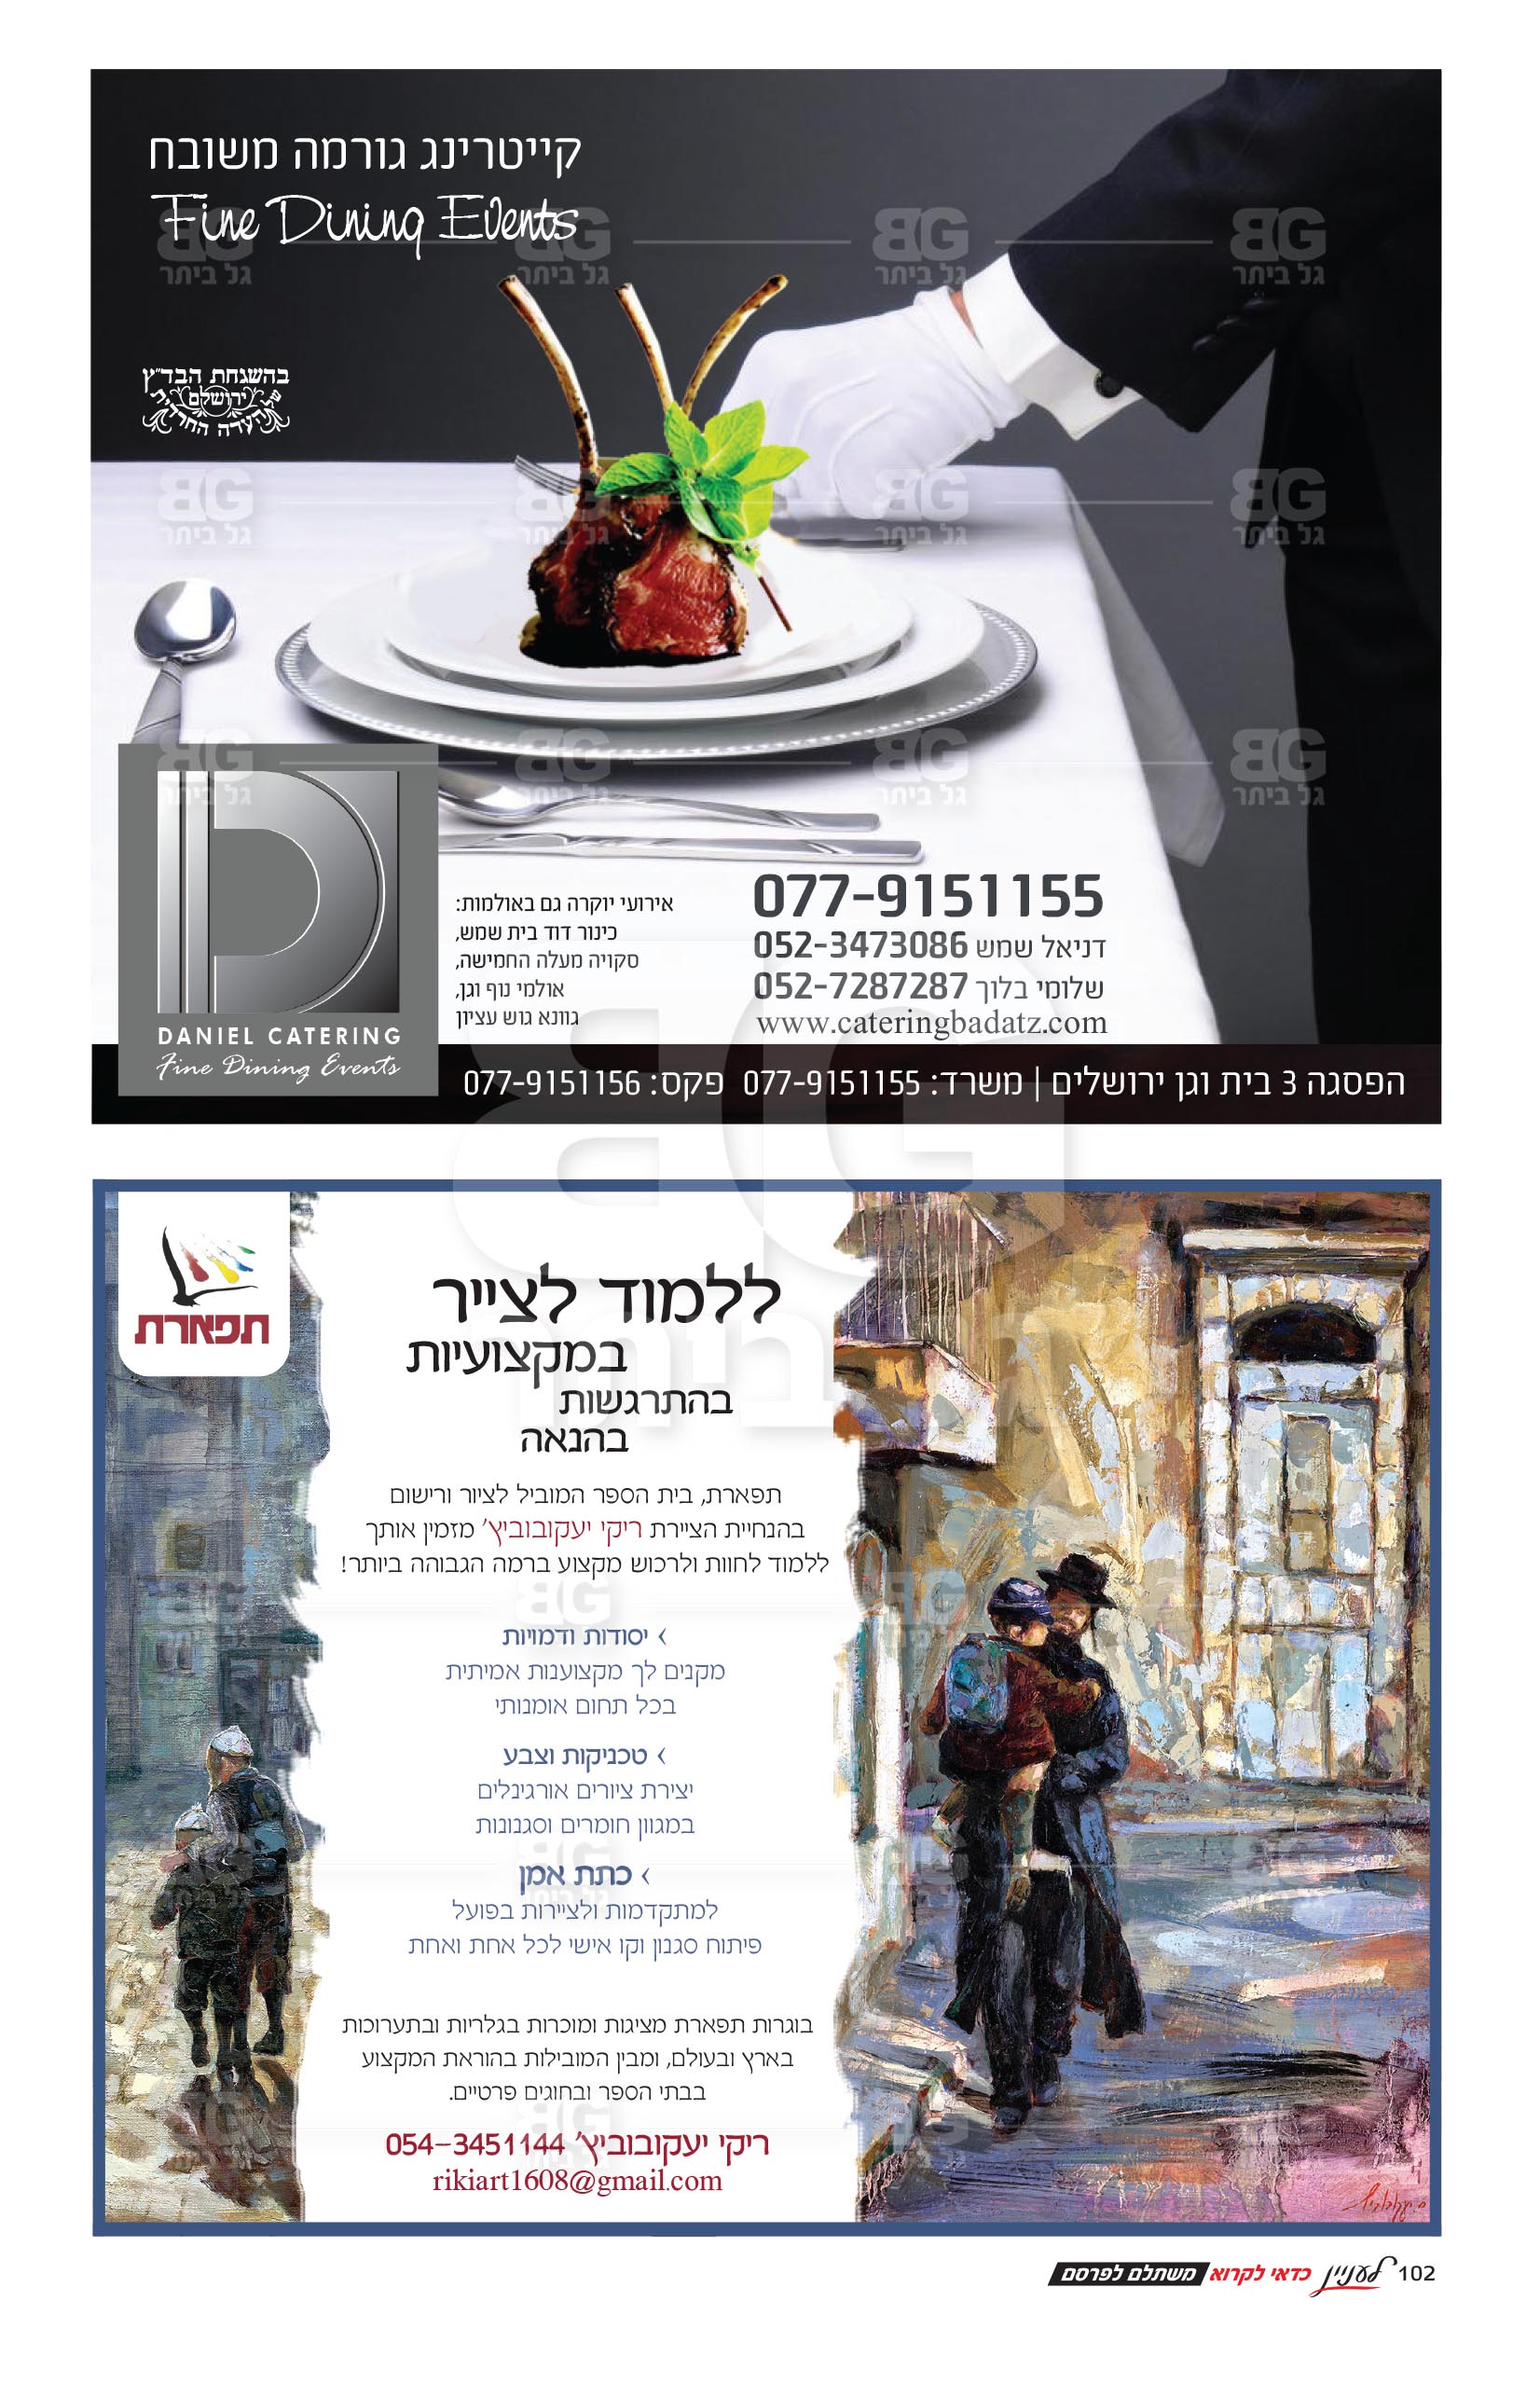 קייטרינג גורמה משובח
Fine Dining Events
בהשגחת הבד"ץ
ירושלם
של העדה החרדית
077-9151155
דניאל שמש 052-3473086
שלומי בלוך 052-7287287
www.cateringbadatz.com
אירועי יוקרה גם באולמות:
כינור דוד בית שמש,
סקויה מעלה החמישה,
אולמי נוף וגן,
גוונא גוש עציון
DANIEL CATERING
Fine Dining Events
הפסגה 3 בית וגן ירושלים | משרד: 077-9151155 פקס: 077-9151156
תפארת
ללמוד לצייר
במקצועיות
בהתרגשות
בהנאה
תפארת, בית הספר המוביל לציור ורישום
בהנחיית הציירת ריקי יעקובוביץ' מזמין אותך
ללמוד לחוות ולרכוש מקצוע ברמה הגבוהה ביותר!
› יסודות ודמויות
מקנים לך מקצוענות אמיתית
בכל תחום אומנותי
› טכניקות וצבע
יצירת ציורים אורגינלים
במגוון חומרים וסגנונות
› כתת אמן
למתקדמות ולציירות בפועל
פיתוח סגנון וקו אישי לכל אחת ואחת
בוגרות תפארת מציגות ומוכרות בגלריות ובתערוכות
בארץ ובעולם, ומבין המובילות בהוראת המקצוע
בבתי הספר ובחוגים פרטיים.
ריקי יעקובוביץ' 054-3451144
rikiart1608@gmail.com
102 לעניין כדאי לקרוא משתלם לפרסם
BG
גל ביתר